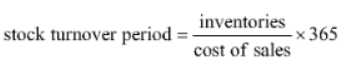 stock turnover period = inventories / cost of sales × 365